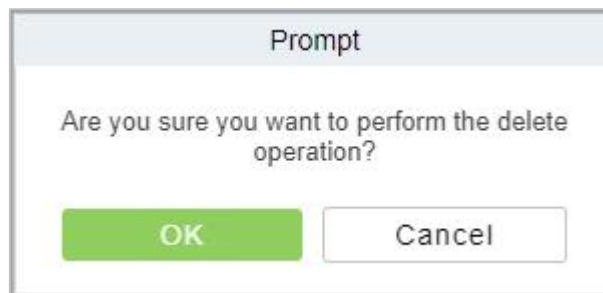 Prompt
Are you sure you want to perform the delete
operation?
OK
Cancel